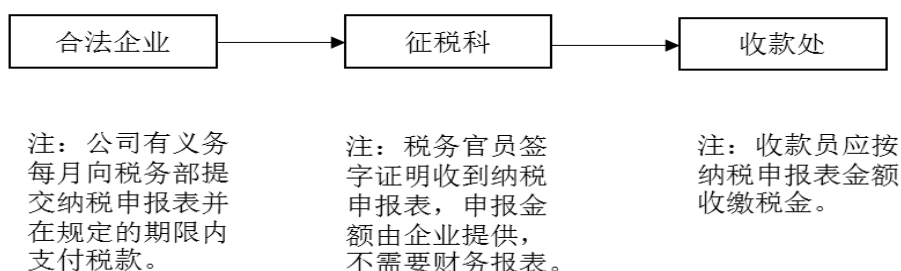 合法企业
征税科
收款处
注：公司有义务
每月向税务部提
交纳税申报表并
在规定的期限内
支付税款。
注：税务官员签
字证明收到纳税
申报表，申报金
额由企业提供，
不需要财务报表。
注：收款员应按
纳税申报表金额
收缴税金。